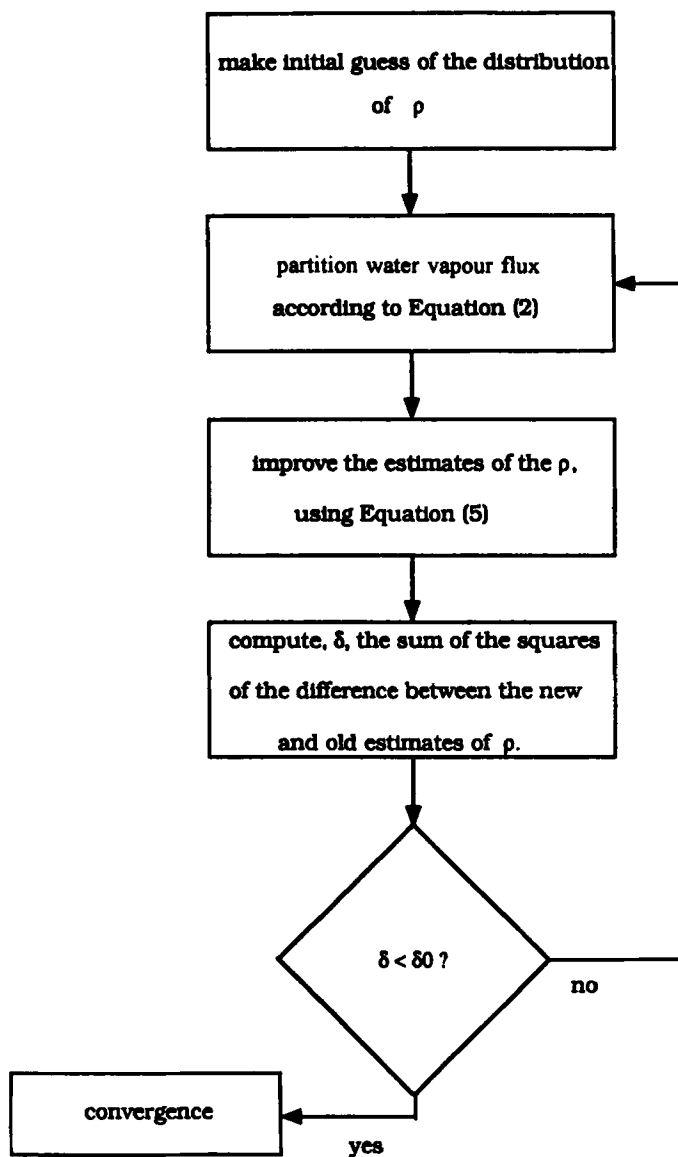 make initial guess of the distribution
of ρ
partition water vapour flux
according to Equation (2)
improve the estimates of the ρ,
using Equation (5)
compute, δ, the sum of the squares
of the difference between the new
and old estimates of ρ.
δ < δ0 ?
no
convergence
yes